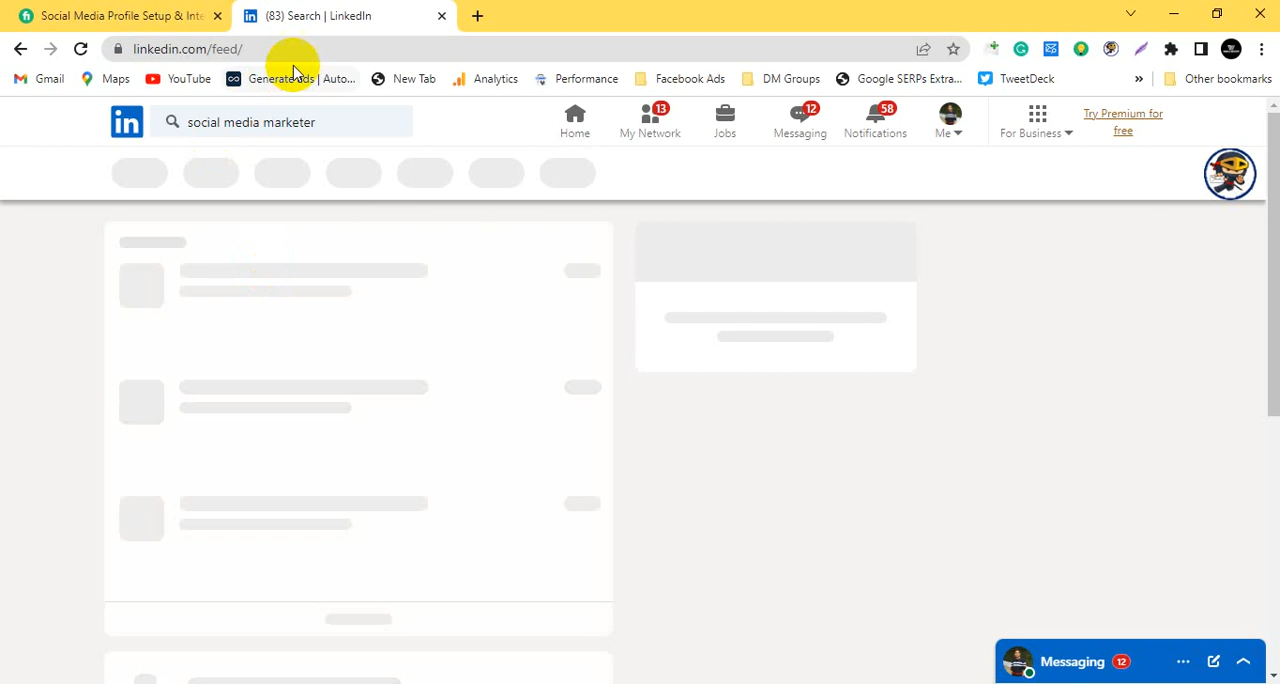 Social Media Profile Setup & Inte
(83) Search | LinkedIn
linkedin.com/feed/
Gmail
Maps
YouTube
Generate Ads | Auto...
New Tab
Analytics
Performance
Facebook Ads
DM Groups
Google SERPs Extra...
TweetDeck
»
Other bookmarks
in
social media marketer
Home
13
My Network
Jobs
12
Messaging
58
Notifications
Me
For Business
Try Premium for
free
Messaging 12